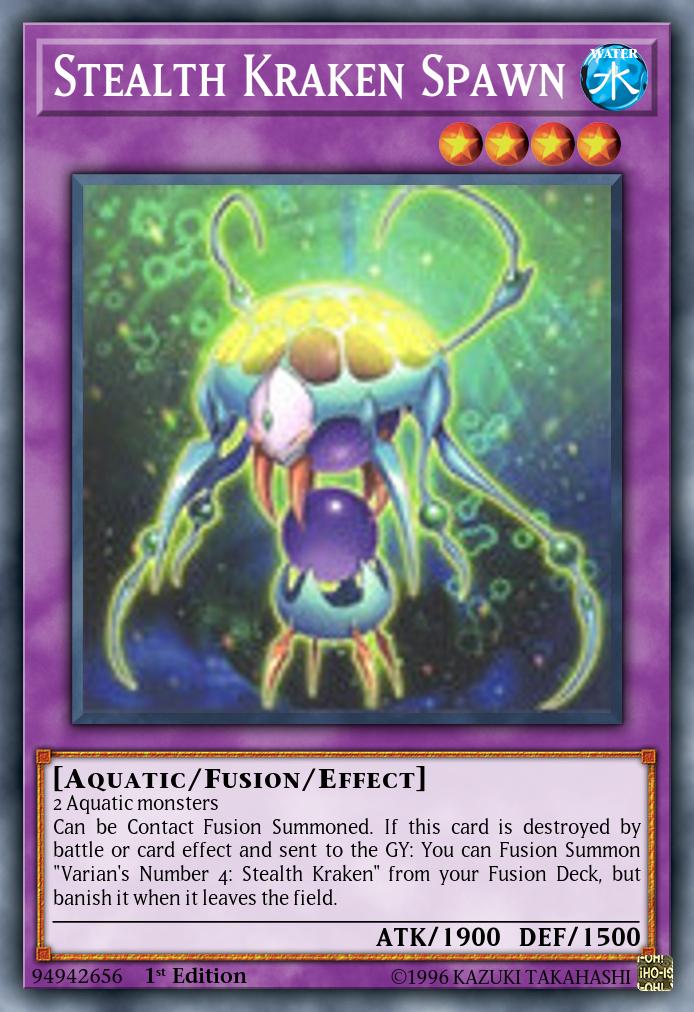 STEALTH KRAKEN SPAWN
WATER
水
[AQUATIC/FUSION/EFFECT]
2 Aquatic monsters
Can be Contact Fusion Summoned. If this card is destroyed by
battle or card effect and sent to the GY: You can Fusion Summon
"Varian's Number 4: Stealth Kraken" from your Fusion Deck, but
banish it when it leaves the field.
ATK/1900 DEF/1500
94942656 1st Edition ©1996 KAZUKI TAKAHASHI